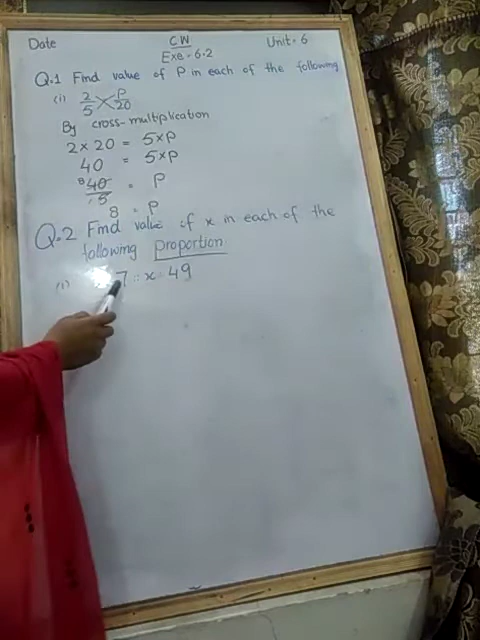 Date CW Unit- 6
Exe - 6.2
Q.1 Find value of P in each of the following
(i) 2/5 P/20
By cross-multiplication
2 × 20 = 5×P
40 = 5×P
8 40/5 = P
8 = P
Q.2 Find value of x in each of the
following Proportion
(i) 7 :: x : 49